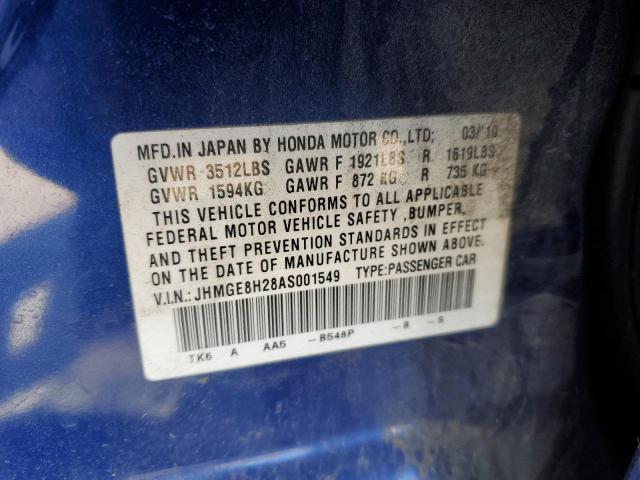 MFD.IN JAPAN BY HONDA MOTOR CO.,LTD; 03/10
GVWR 3512LBS GAWR F 1921LBS R 1619LBS
GVWR 1594KG GAWR F 872 KG R 735 KG
THIS VEHICLE CONFORMS TO ALL APPLICABLE
FEDERAL MOTOR VEHICLE SAFETY ,BUMPER,
AND THEFT PREVENTION STANDARDS IN EFFECT
ON THE DATE OF MANUFACTURE SHOWN ABOVE.
V.I.N.: JHMGE8H28AS001549 TYPE:PASSENGER CAR
TK6 A AA5 -B548P -B -S